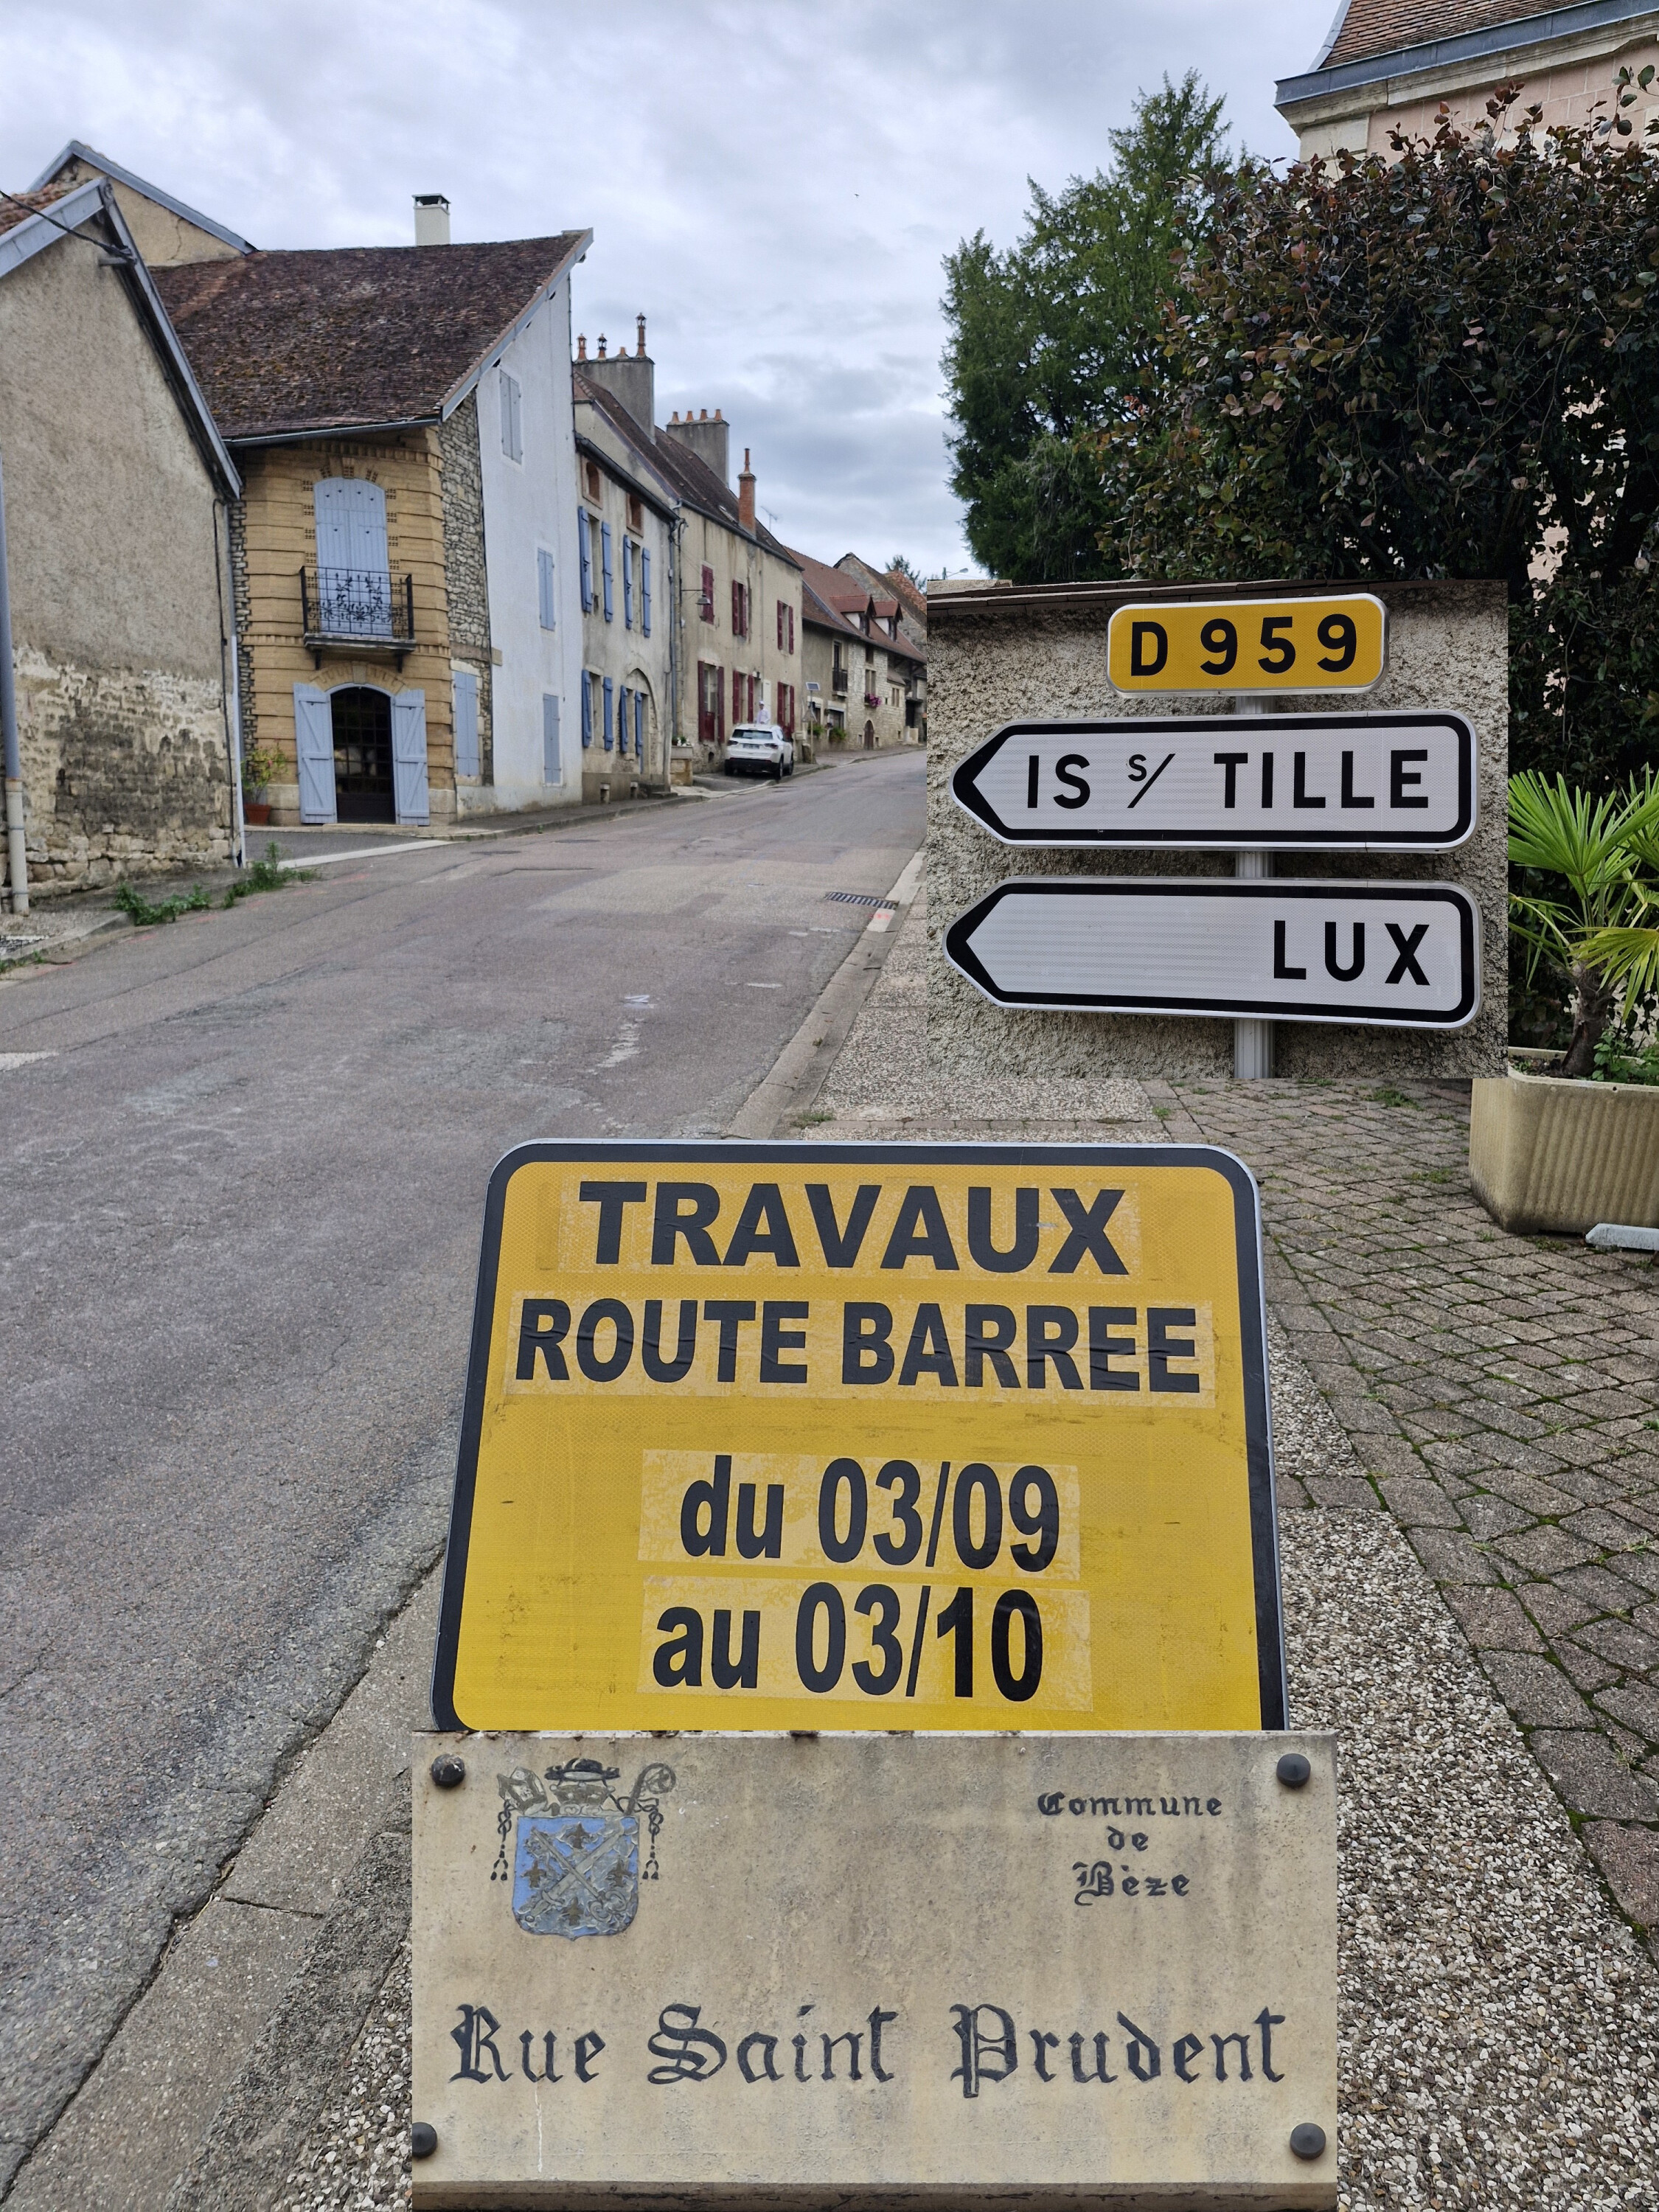 D 959
IS s/ TILLE
LUX
TRAVAUX
ROUTE BARREE
du 03/09
au 03/10
Commune
de
Bèze
Rue Saint Prudent